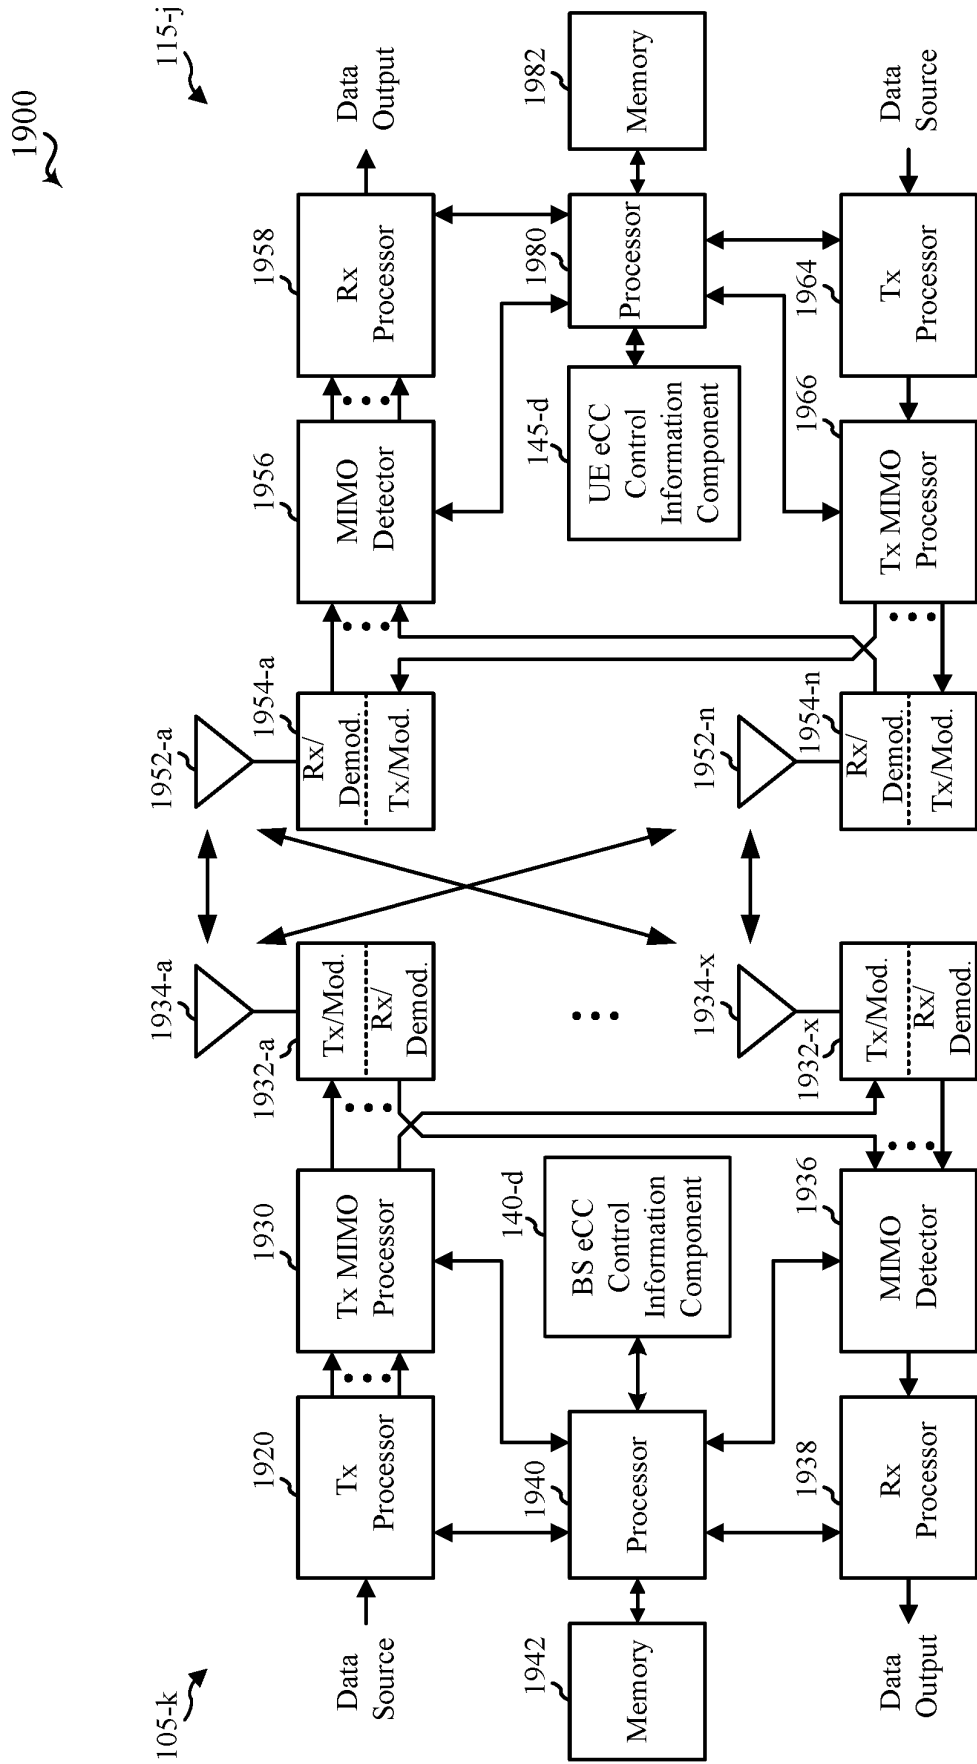 1900
105-k
115-j
1934-a
1952-a
1920
1930
1932-a
1954-a
1956
1958
Data
Source
Tx
Processor
Tx MIMO
Processor
Tx/Mod.
Rx/
Demod.
Rx/
Demod.
Tx/Mod.
MIMO
Detector
Rx
Processor
Data
Output
1942
1940
140-d
145-d
1980
1982
Memory
Processor
BS eCC
Control
Information
Component
UE eCC
Control
Information
Component
Processor
Memory
1934-x
1952-n
1938
1936
1932-x
1954-n
1966
1964
Data
Output
Rx
Processor
MIMO
Detector
Tx/Mod.
Rx/
Demod.
Rx/
Demod.
Tx/Mod.
Tx MIMO
Processor
Tx
Processor
Data
Source